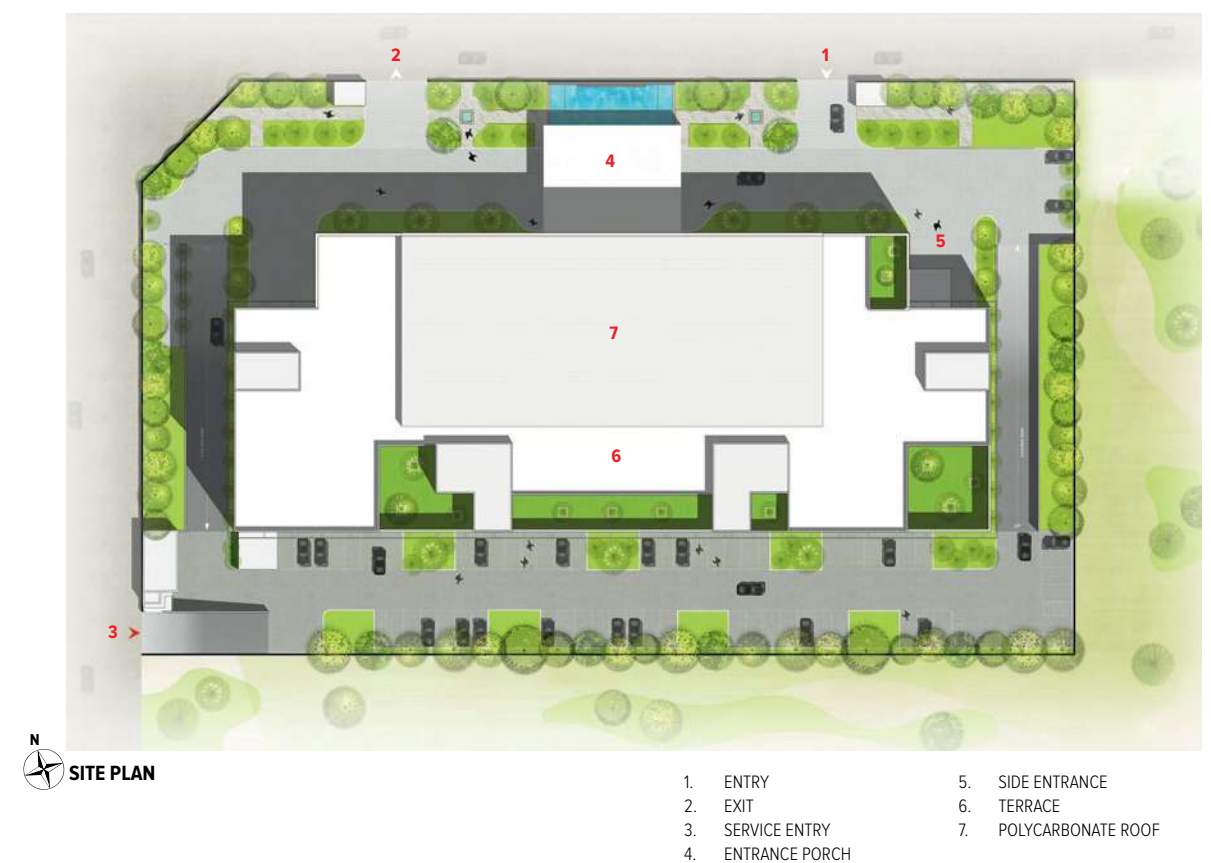 2
1
4
5
7
6
3
N
SITE PLAN
1. ENTRY
2. EXIT
3. SERVICE ENTRY
4. ENTRANCE PORCH
5. SIDE ENTRANCE
6. TERRACE
7. POLYCARBONATE ROOF